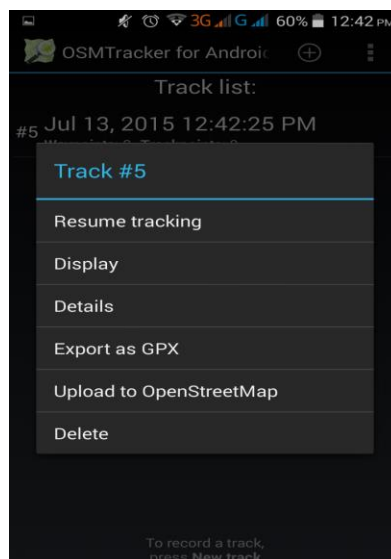 3G G 60% 12:42 PM
OSMTracker for Androi
Track list:
#5 Jul 13, 2015 12:42:25 PM
Track #5
Resume tracking
Display
Details
Export as GPX
Upload to OpenStreetMap
Delete
To record a track,
press New track